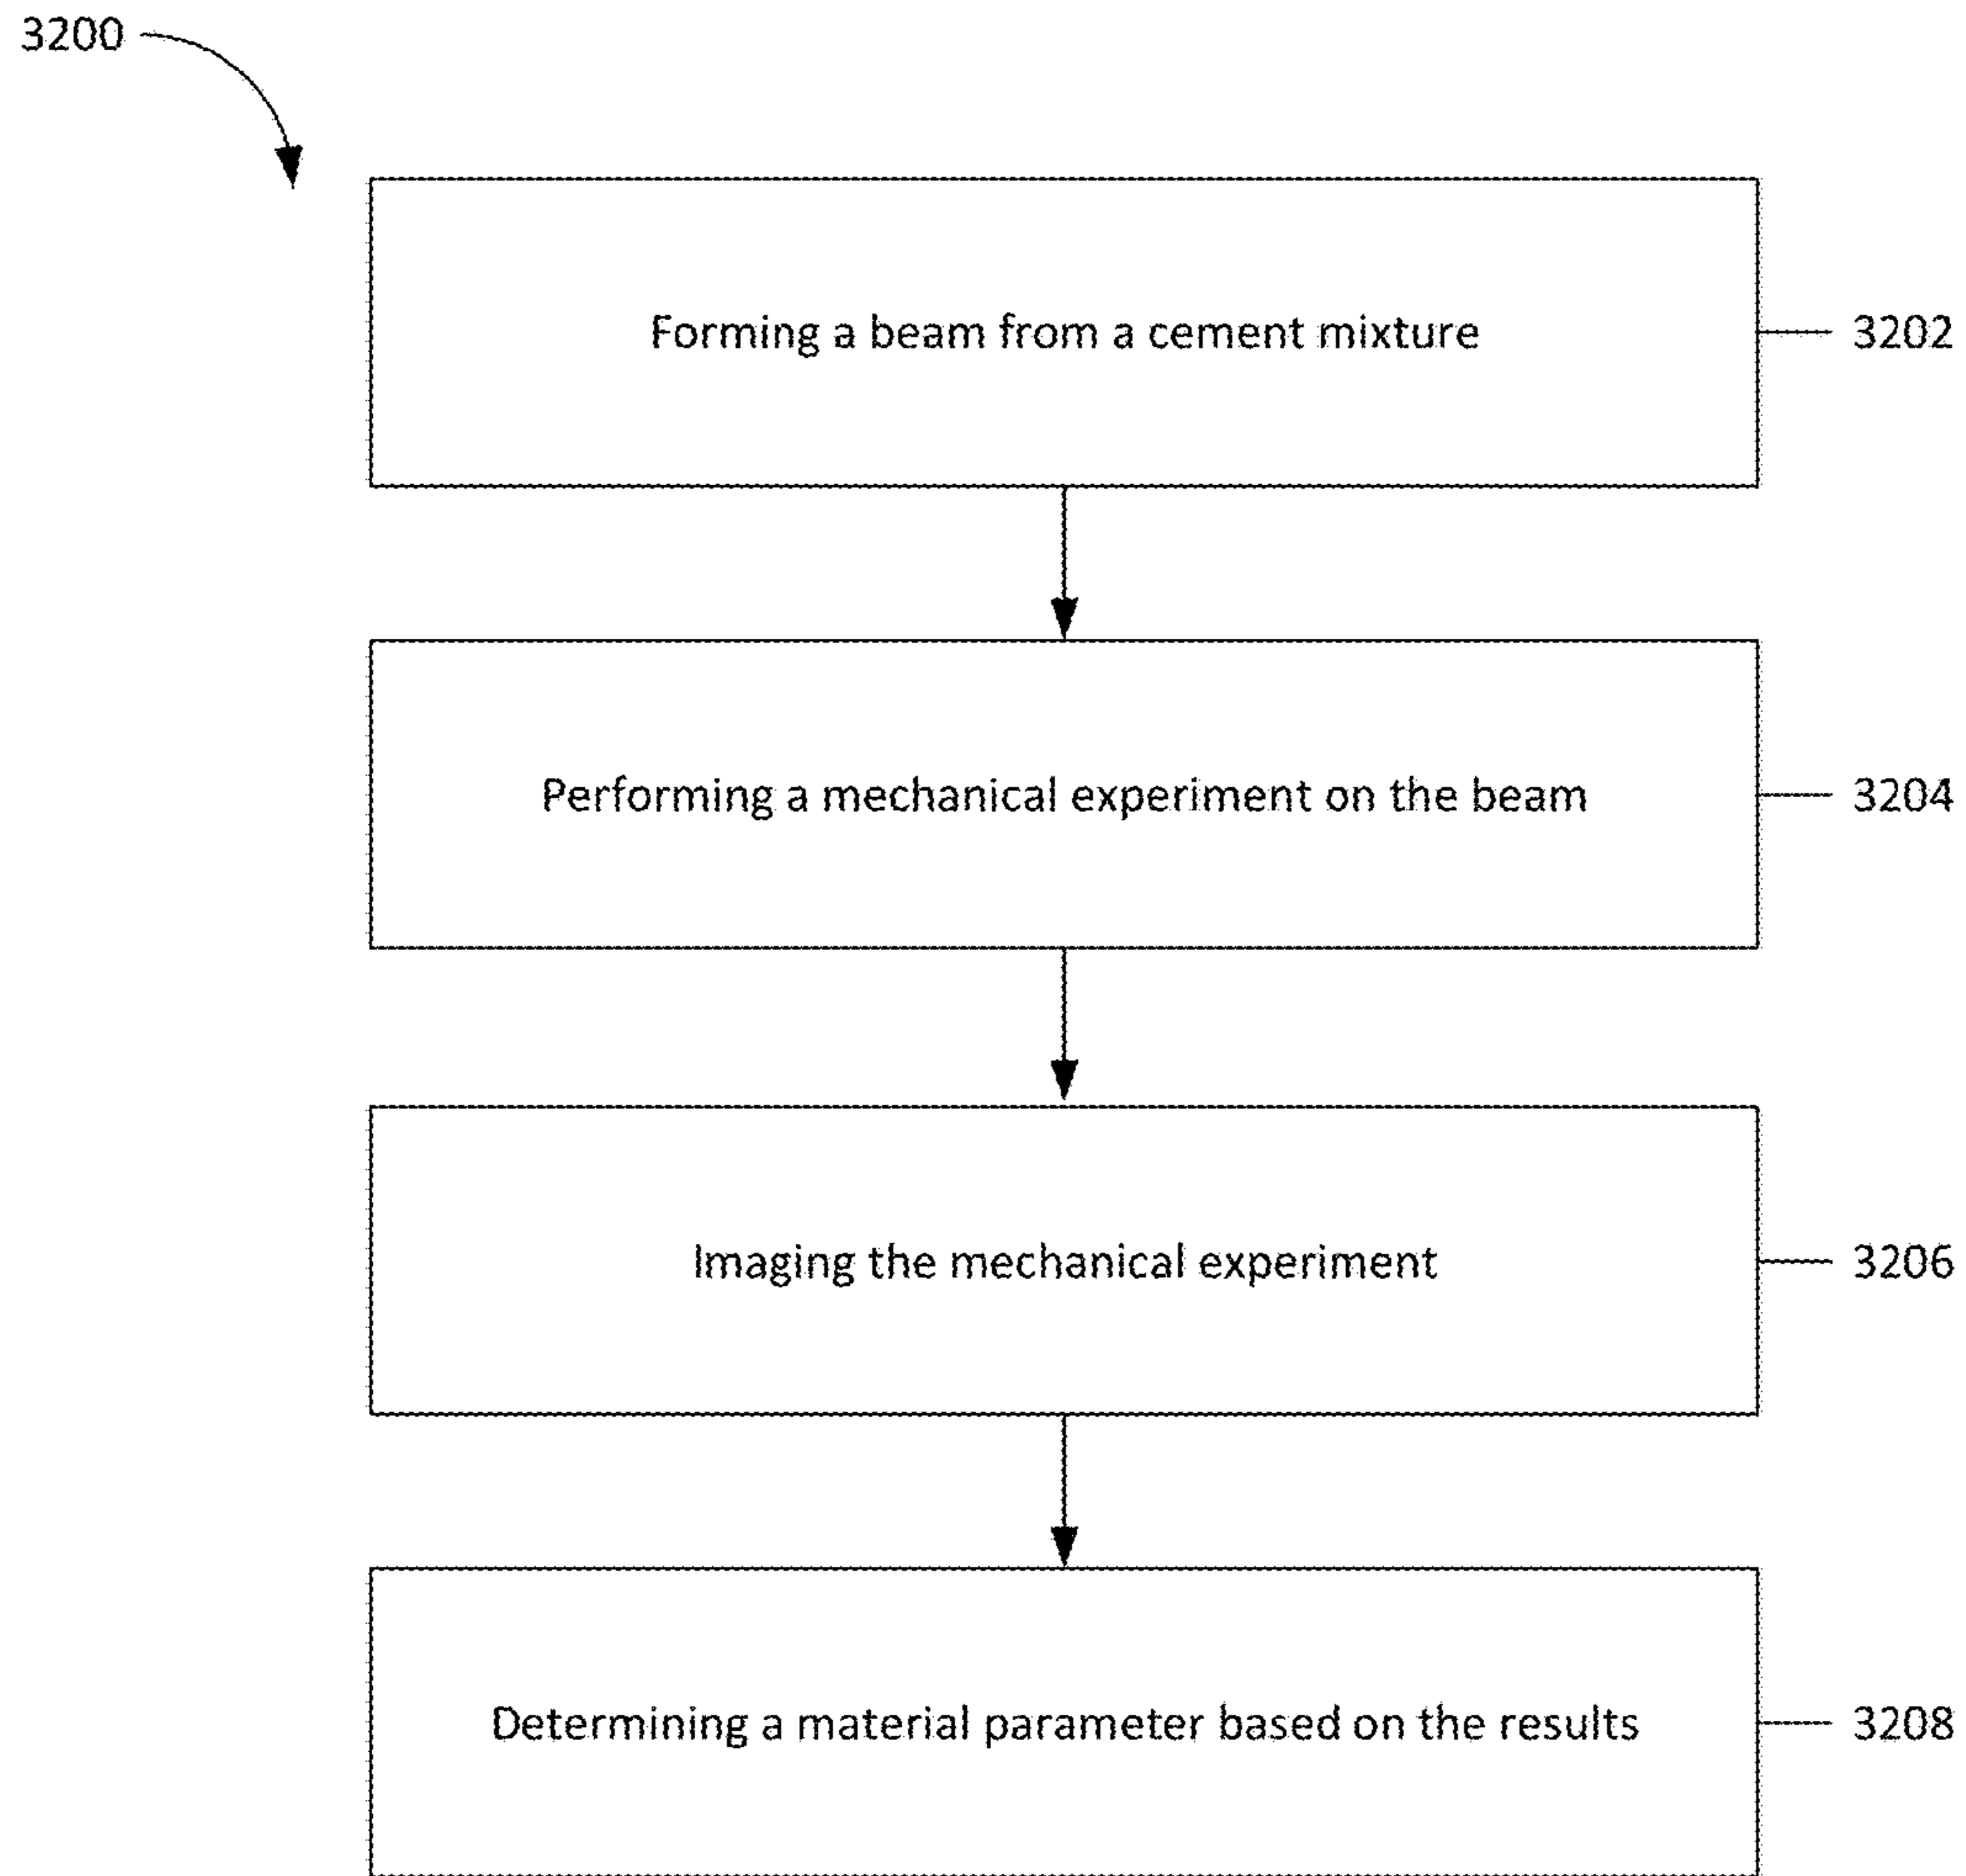 3200
Forming a beam from a cement mixture
3202
Performing a mechanical experiment on the beam
3204
Imaging the mechanical experiment
3206
Determining a material parameter based on the results
3208